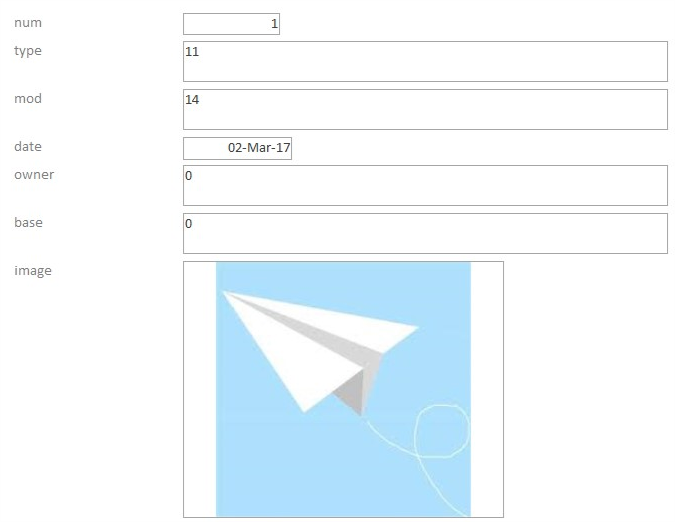 num 1
type 11
mod 14
date 02-Mar-17
owner 0
base 0
image